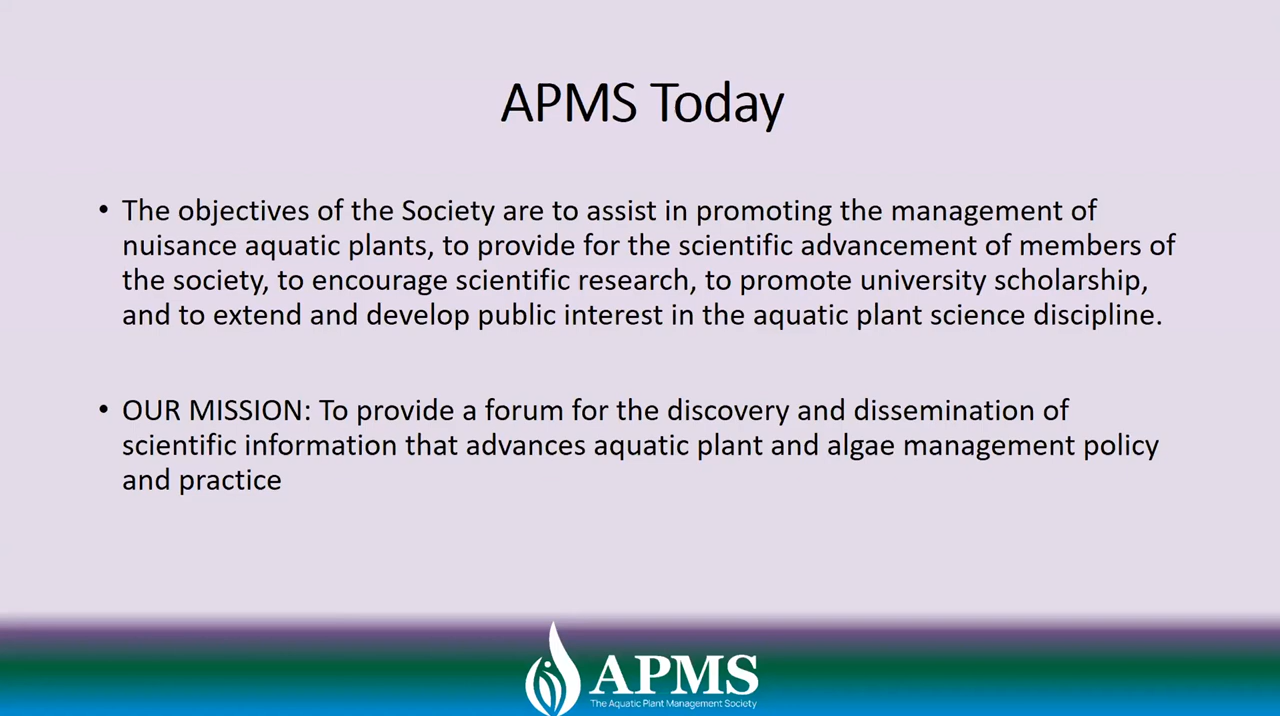 APMS Today
• The objectives of the Society are to assist in promoting the management of
nuisance aquatic plants, to provide for the scientific advancement of members of
the society, to encourage scientific research, to promote university scholarship,
and to extend and develop public interest in the aquatic plant science discipline.
• OUR MISSION: To provide a forum for the discovery and dissemination of
scientific information that advances aquatic plant and algae management policy
and practice
APMS
The Aquatic Plant Management Society